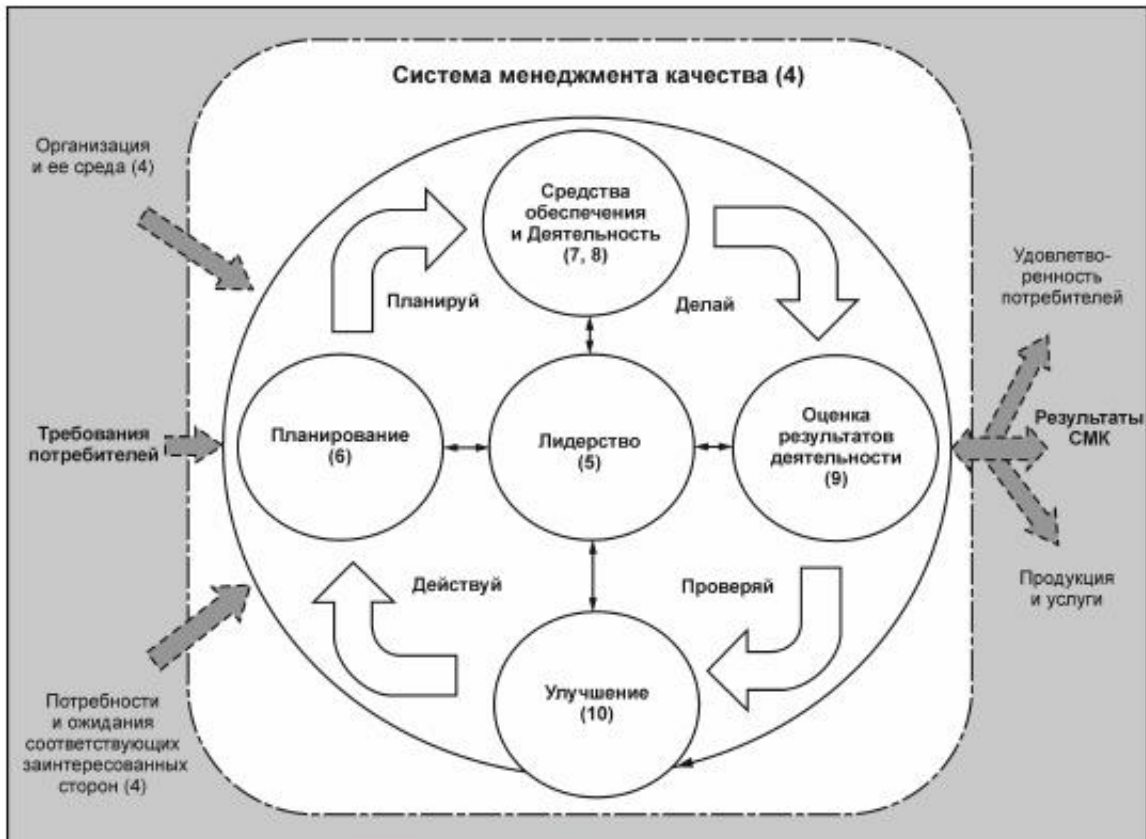 Система менеджмента качества (4)
Организация
и ее среда (4)
Средства
обеспечения
и Деятельность
(7, 8)
Планируй
Делай
Удовлетво-
ренность
потребителей
Требования
потребителей
Планирование
(6)
Лидерство
(5)
Оценка
результатов
деятельности
(9)
Результаты
СМК
Действуй
Проверяй
Продукция
и услуги
Улучшение
(10)
Потребности
и ожидания
соответствующих
заинтересованных
сторон (4)